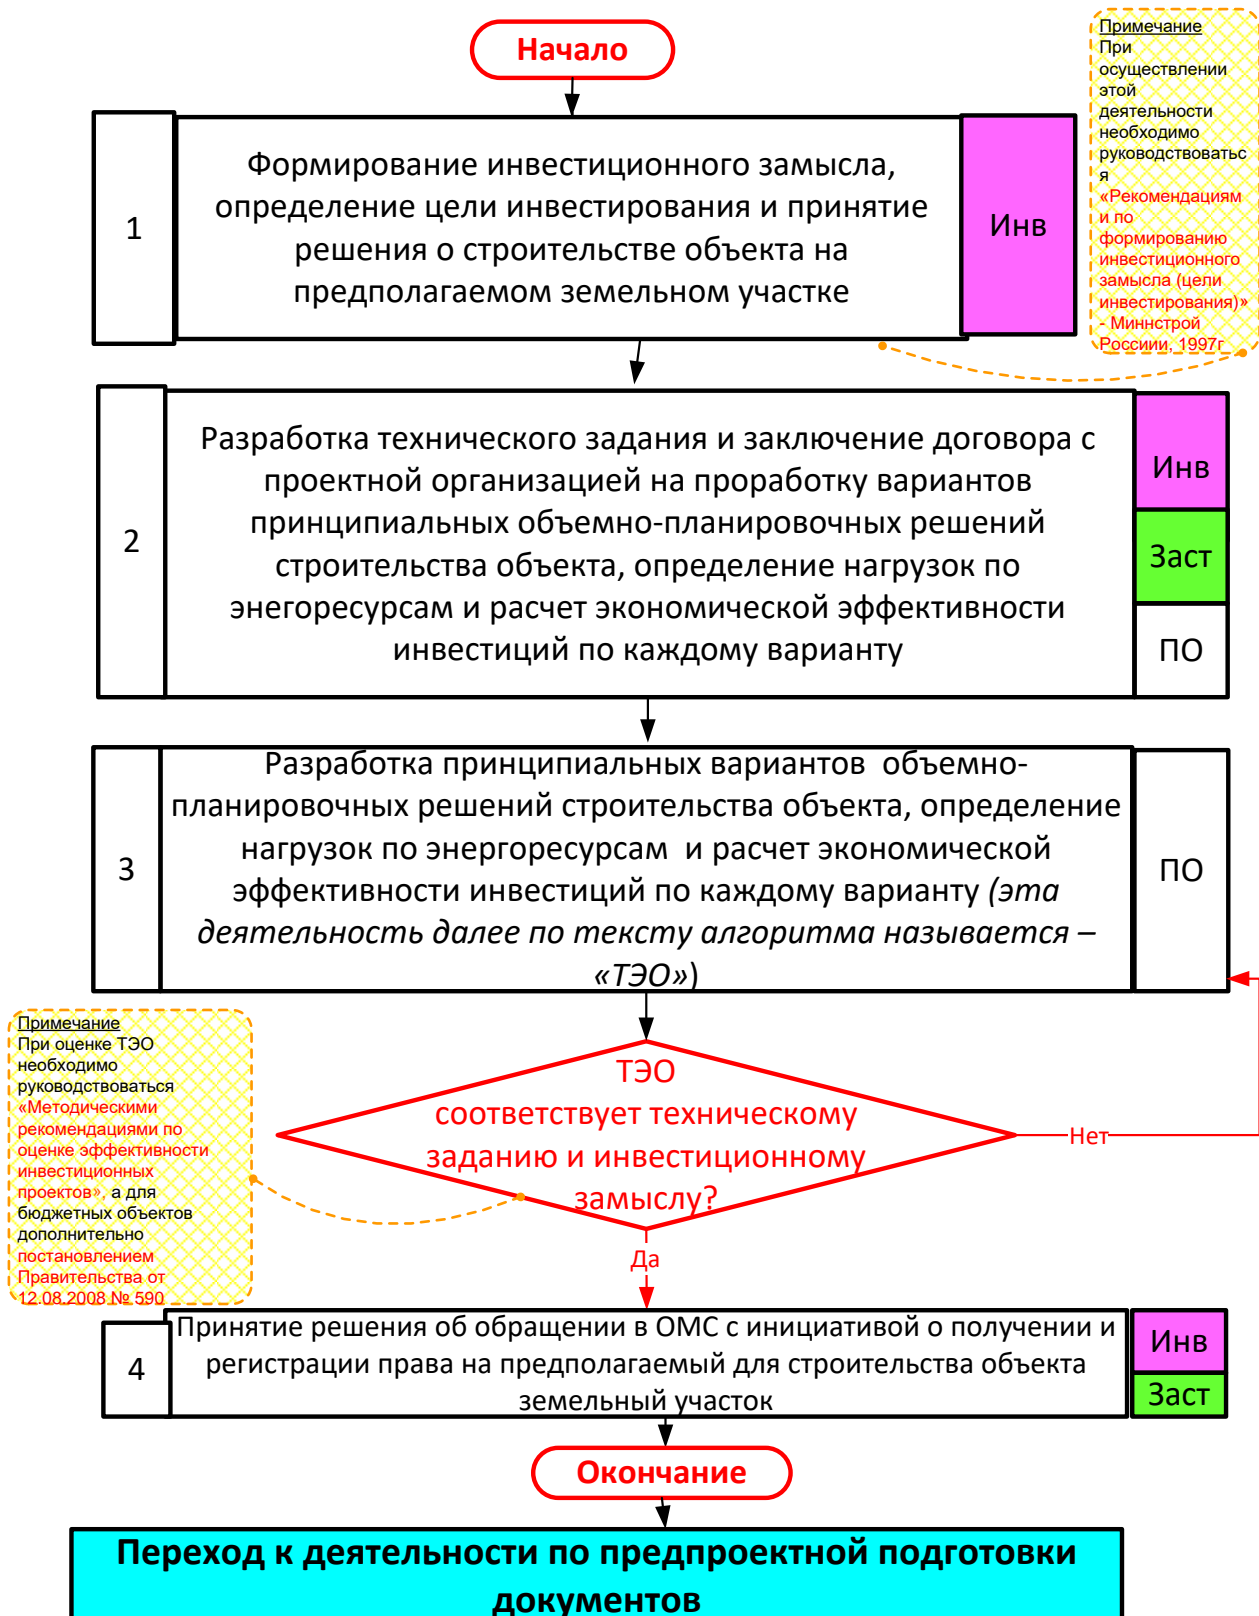 Начало
Примечание
При
осуществлении
этой
деятельности
необходимо
руководствоватьс
я
«Рекомендациям
и по
формированию
инвестиционного
замысла (цели
инвестирования)»
- Миннстрой
Россиии, 1997г
1
Формирование инвестиционного замысла,
определение цели инвестирования и принятие
решения о строительстве объекта на
предполагаемом земельном участке
Инв
2
Разработка технического задания и заключение договора с
проектной организацией на проработку вариантов
принципиальных объемно-планировочных решений
строительства объекта, определение нагрузок по
энегоресурсам и расчет экономической эффективности
инвестиций по каждому варианту
Инв
Заст
ПО
3
Разработка принципиальных вариантов объемно-
планировочных решений строительства объекта, определение
нагрузок по энергоресурсам и расчет экономической
эффективности инвестиций по каждому варианту (эта
деятельность далее по тексту алгоритма называется –
«ТЭО»)
ПО
Примечание
При оценке ТЭО
необходимо
руководствоваться
«Методическими
рекомендациями по
оценке эффективности
инвестиционных
проектов», а для
бюджетных объектов
дополнительно
постановлением
Правительства от
12.08.2008 № 590
ТЭО
соответствует техническому
заданию и инвестиционному
замыслу?
Нет
Да
4
Принятие решения об обращении в ОМС с инициативой о получении и
регистрации права на предполагаемый для строительства объекта
земельный участок
Инв
Заст
Окончание
Переход к деятельности по предпроектной подготовки
документов